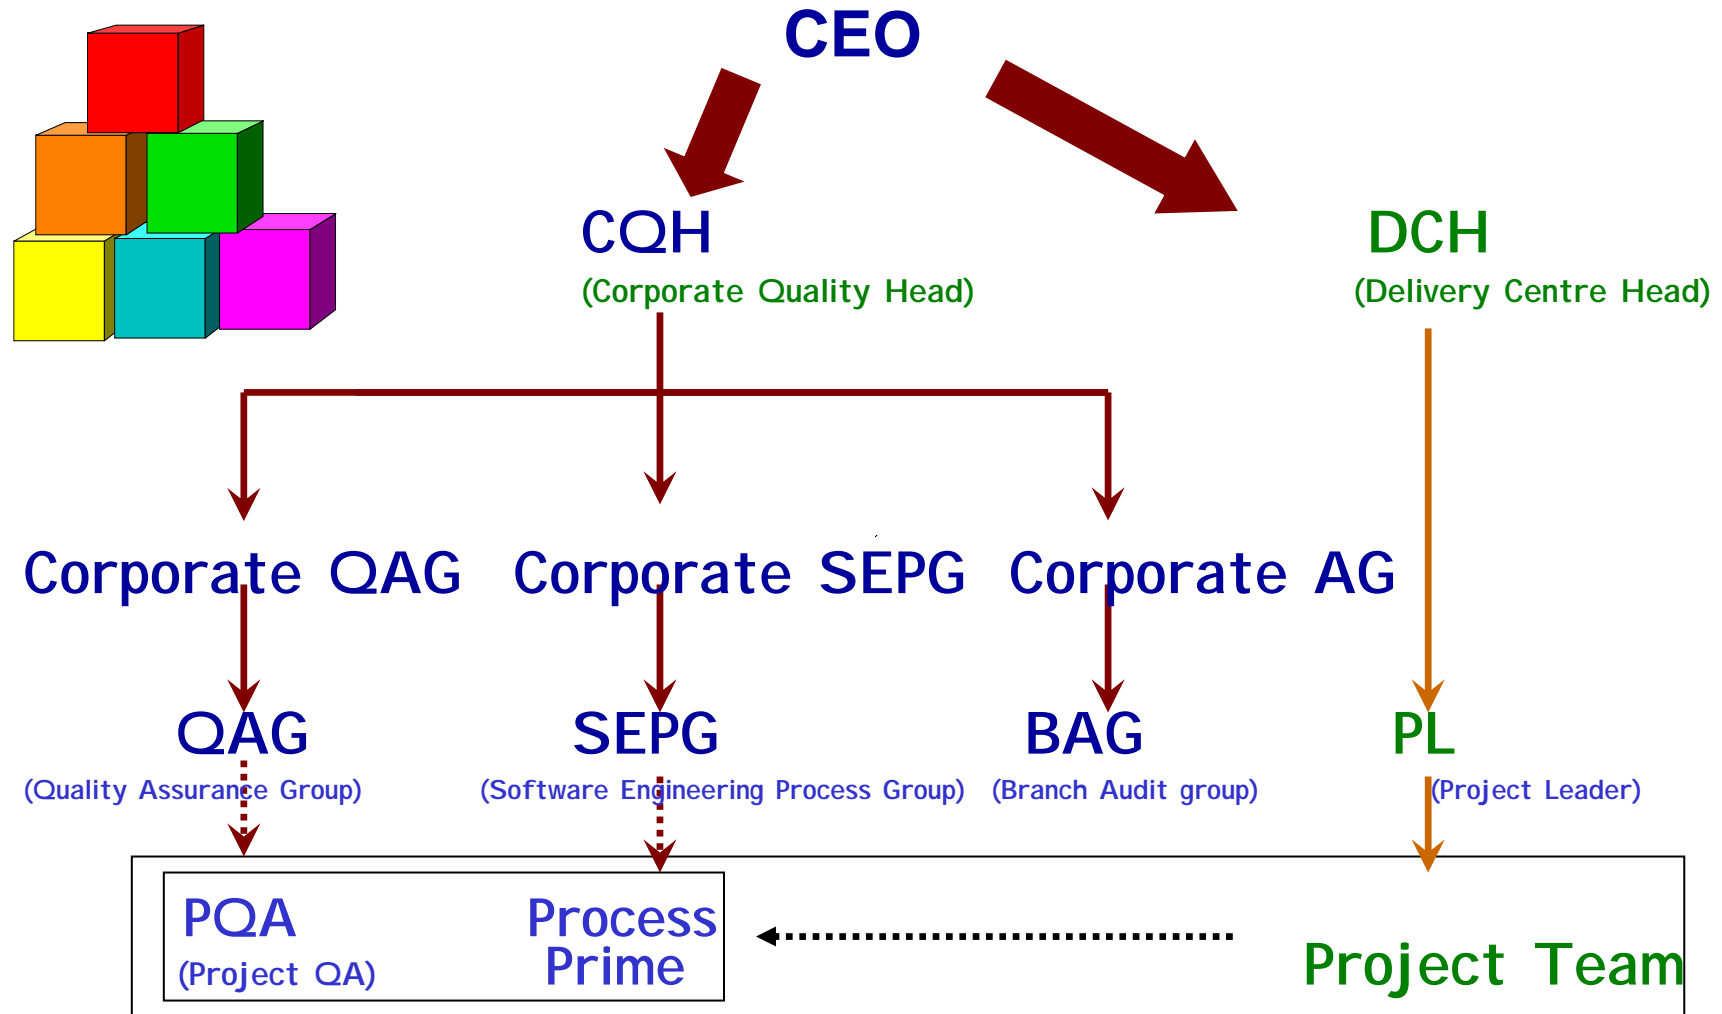 CEO
CQH
DCH
(Corporate Quality Head)
(Delivery Centre Head)
Corporate QAG
Corporate SEPG
Corporate AG
QAG
SEPG
BAG
PL
(Quality Assurance Group)
(Software Engineering Process Group)
(Branch Audit group)
(Project Leader)
PQA
(Project QA)
Process
Prime
Project Team